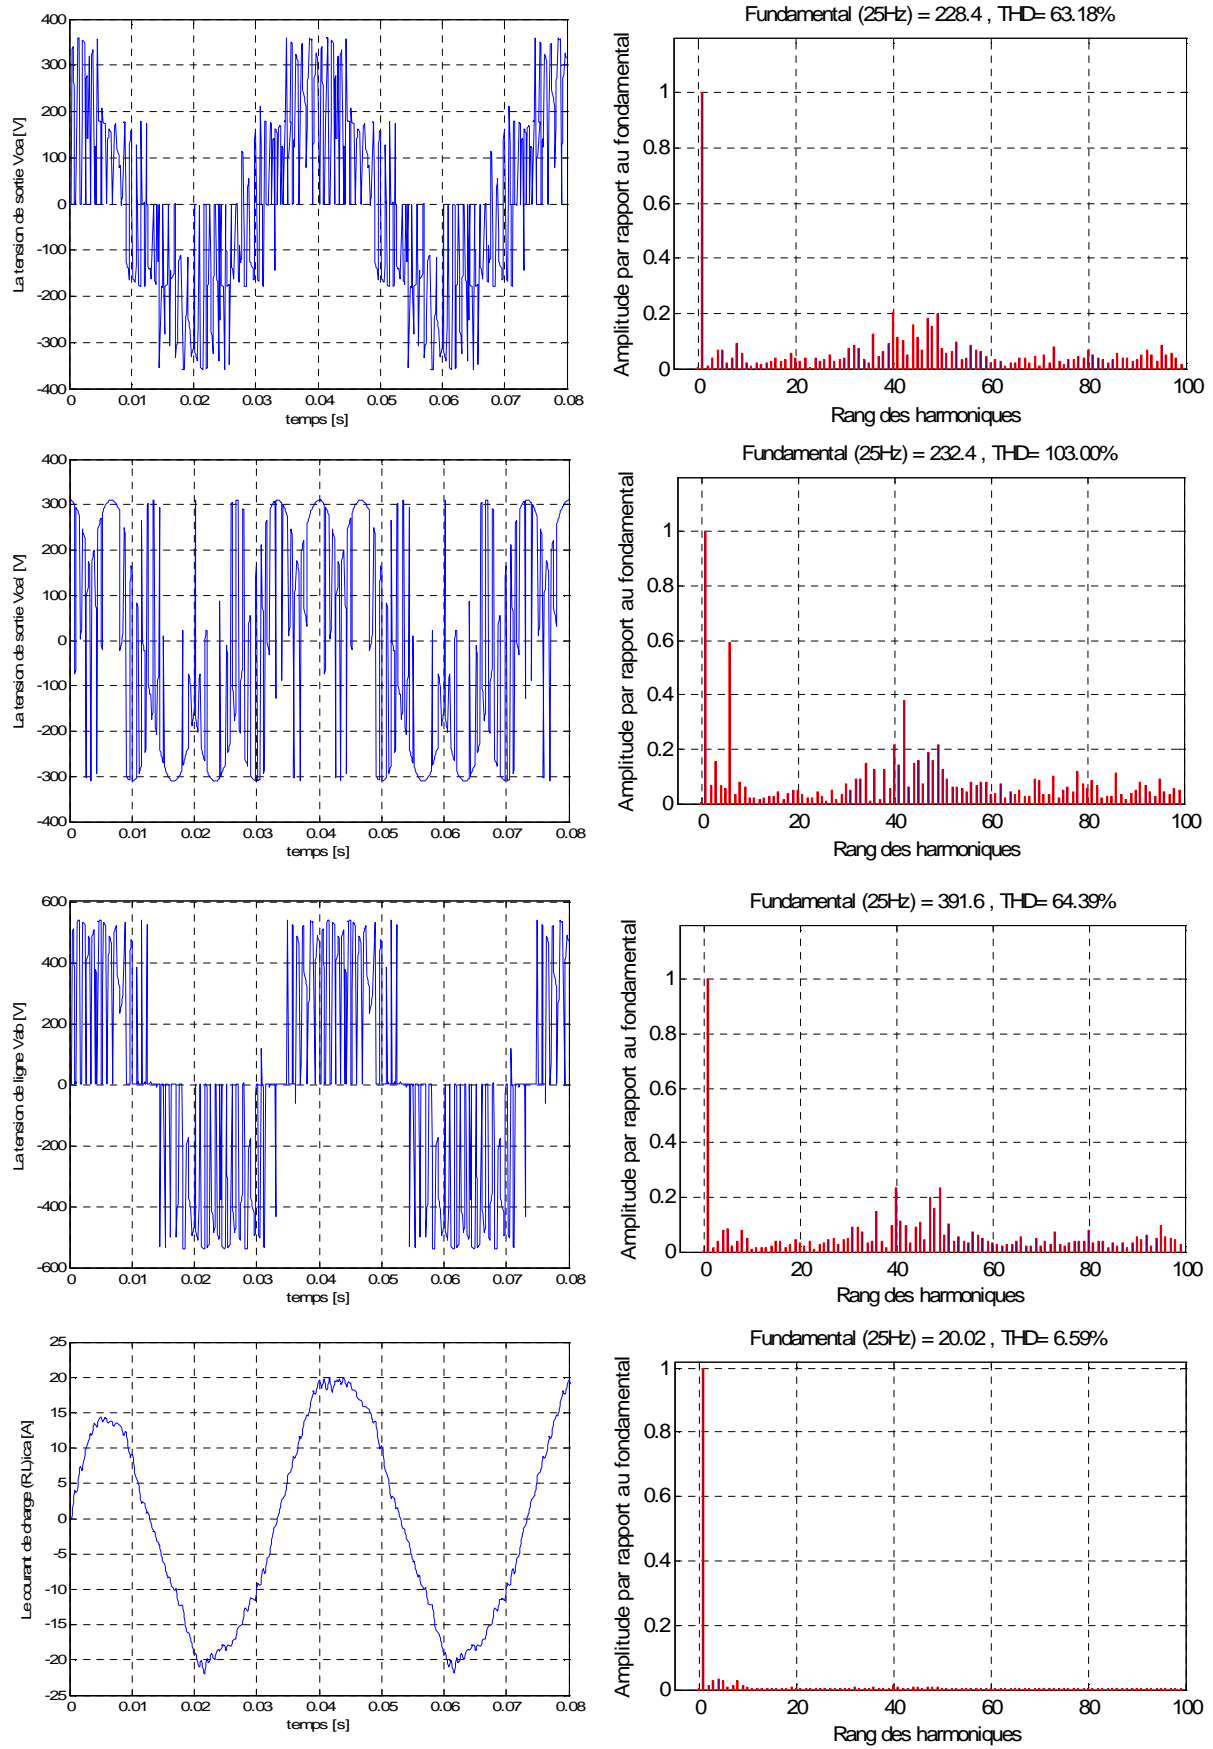 Fundamental (25Hz) = 228.4 , THD= 63.18%
La tension de sortie Voa [V]
400
300
200
100
0
-100
-200
-300
-400
0 0.01 0.02 0.03 0.04 0.05 0.06 0.07 0.08
temps [s]
Amplitude par rapport au fondamental
1
0.8
0.6
0.4
0.2
0
0 20 40 60 80 100
Rang des harmoniques
Fundamental (25Hz) = 232.4 , THD= 103.00%
La tension de sortie Voa' [V]
400
300
200
100
0
-100
-200
-300
-400
0 0.01 0.02 0.03 0.04 0.05 0.06 0.07 0.08
temps [s]
Amplitude par rapport au fondamental
1
0.8
0.6
0.4
0.2
0
0 20 40 60 80 100
Rang des harmoniques
Fundamental (25Hz) = 391.6 , THD= 64.39%
La tension de ligne Vab [V]
600
400
200
0
-200
-400
-600
0 0.01 0.02 0.03 0.04 0.05 0.06 0.07 0.08
temps [s]
Amplitude par rapport au fondamental
1
0.8
0.6
0.4
0.2
0
0 20 40 60 80 100
Rang des harmoniques
Fundamental (25Hz) = 20.02 , THD= 6.59%
Le courant de charge (R,L) ica [A]
25
20
15
10
5
0
-5
-10
-15
-20
-25
0 0.01 0.02 0.03 0.04 0.05 0.06 0.07 0.08
temps [s]
Amplitude par rapport au fondamental
1
0.8
0.6
0.4
0.2
0
0 20 40 60 80 100
Rang des harmoniques